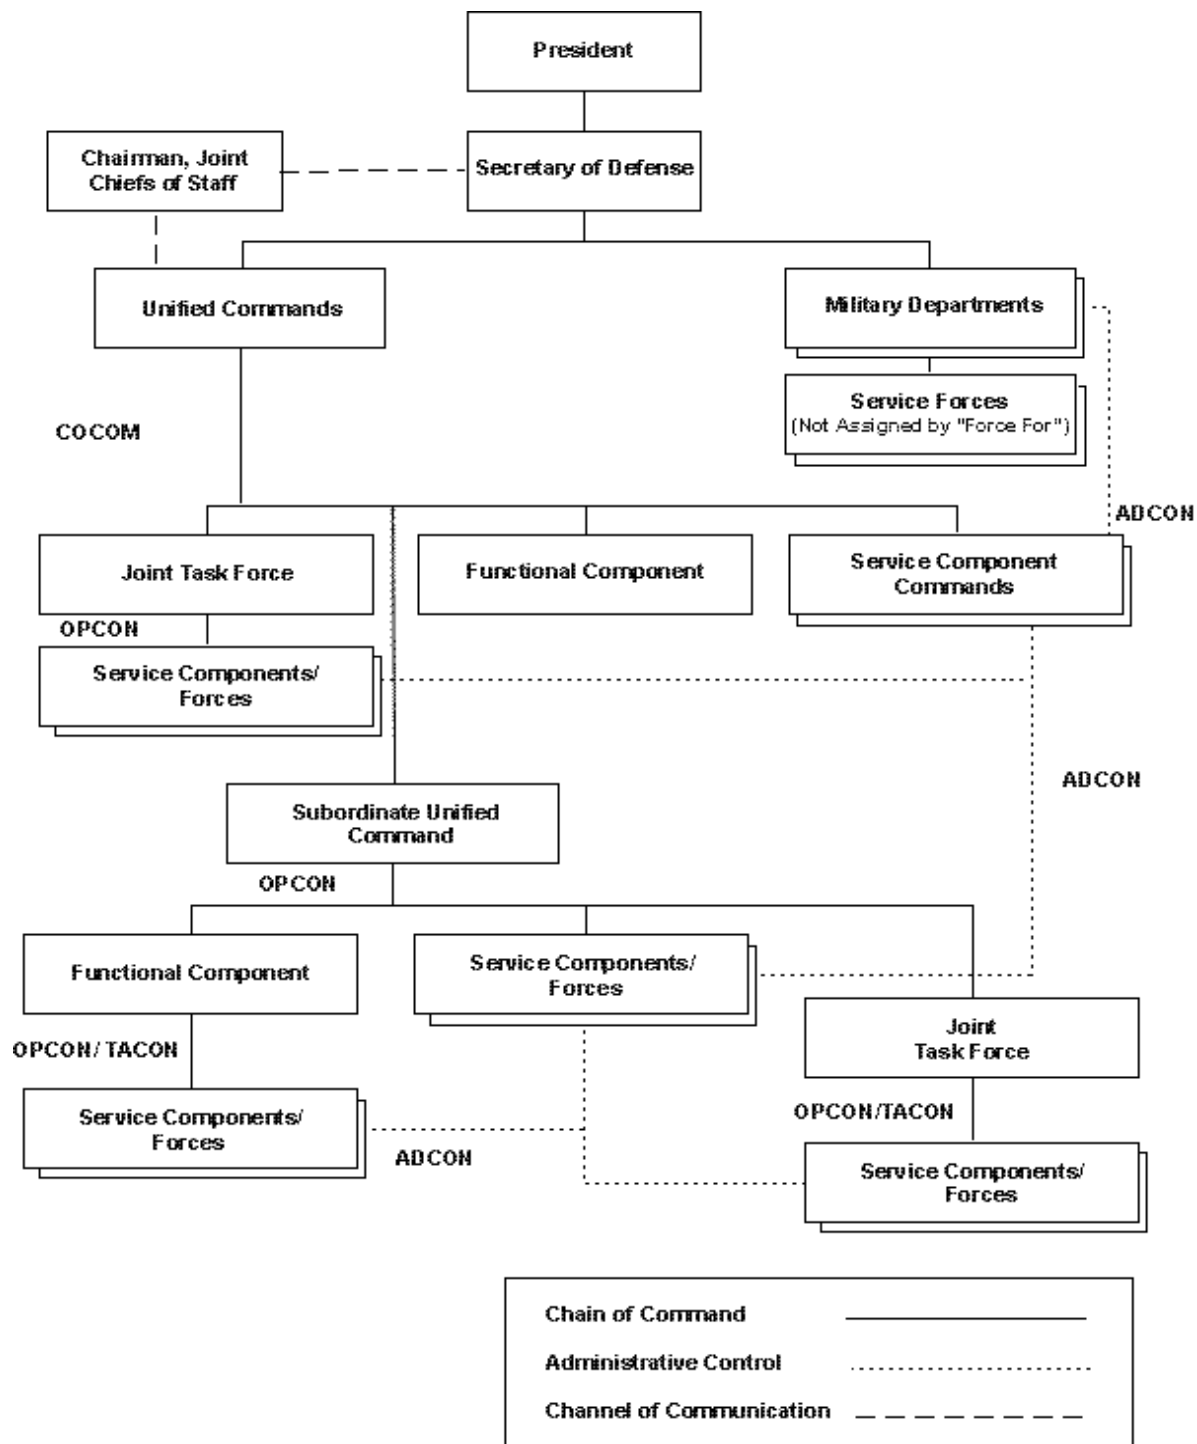 President
Chairman, Joint
Chiefs of Staff
Secretary of Defense
Unified Commands
Military Departments
Service Forces
(Not Assigned by "Force For")
COCOM
ADCON
Joint Task Force
Functional Component
Service Component
Commands
OPCON
Service Components/
Forces
ADCON
Subordinate Unified
Command
OPCON
Functional Component
Service Components/
Forces
Joint
Task Force
OPCON/ TACON
Service Components/
Forces
OPCON/TACON
ADCON
Service Components/
Forces
Chain of Command
Administrative Control
Channel of Communication